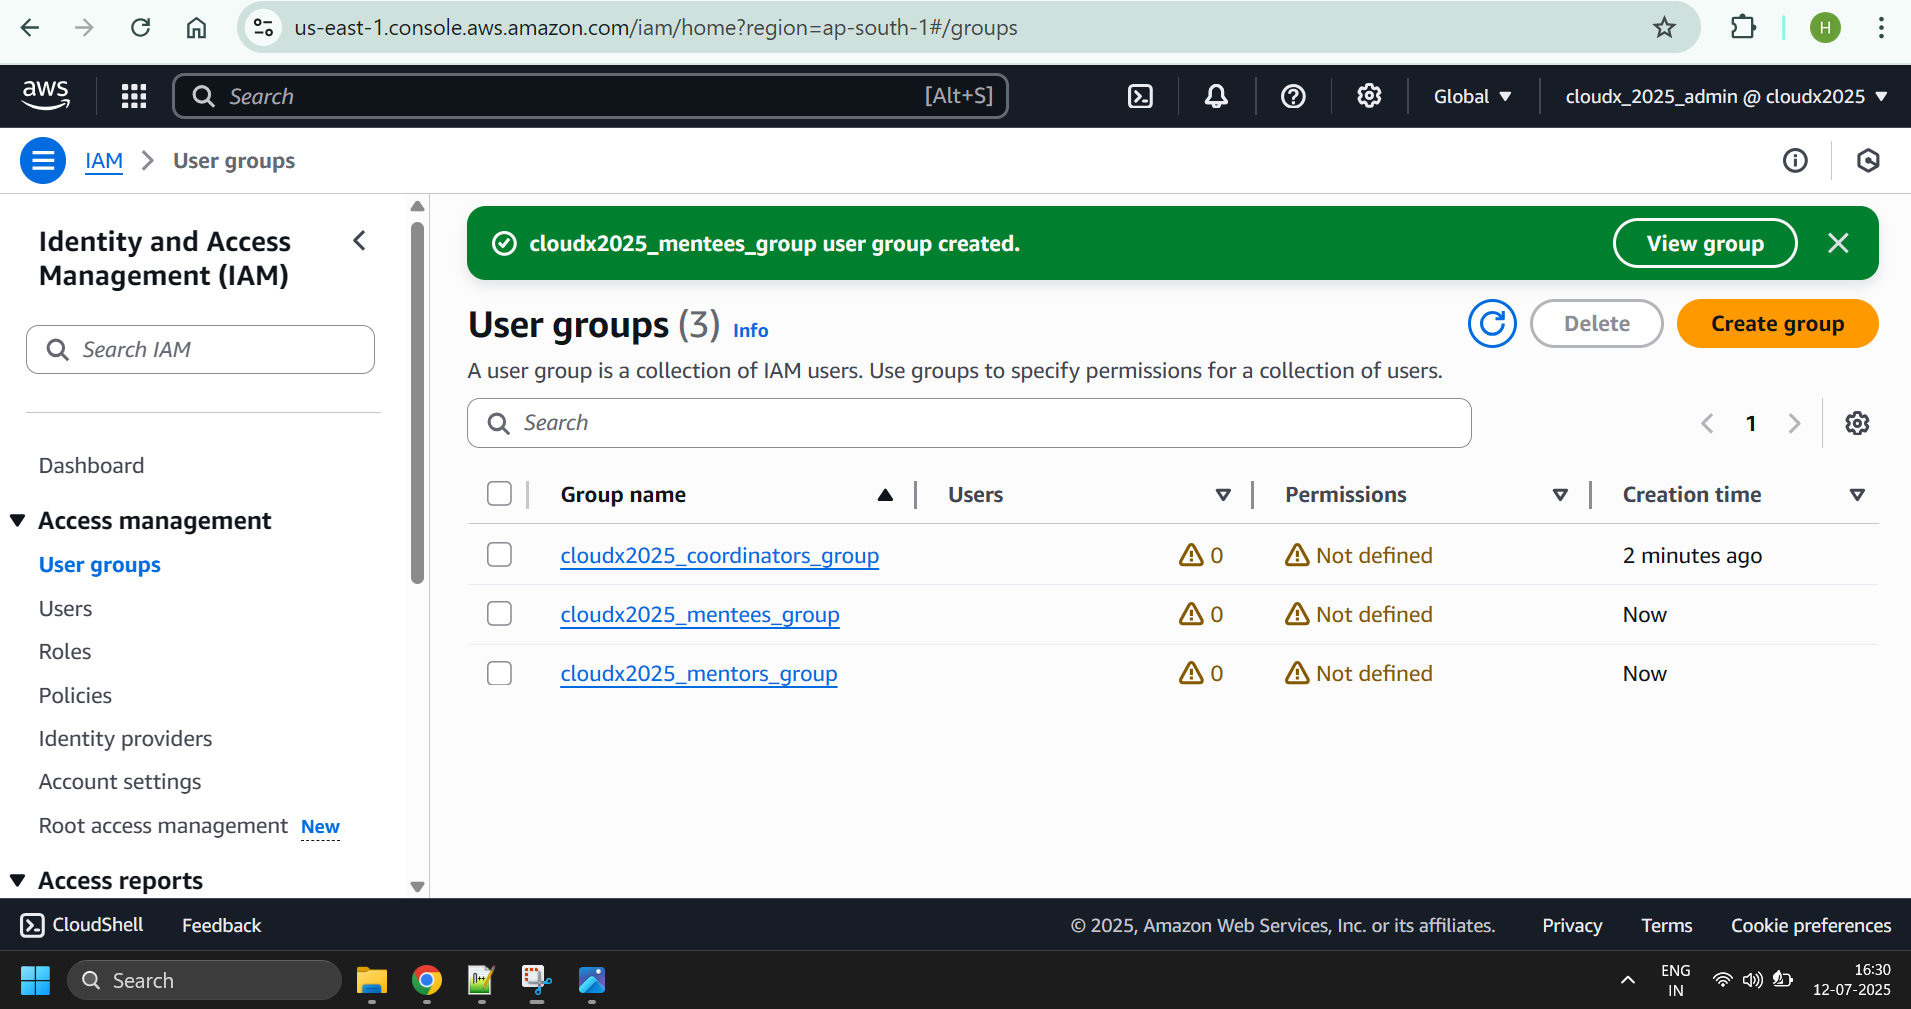 us-east-1.console.aws.amazon.com/iam/home?region=ap-south-1#/groups
H
aws
Search
[Alt+S]
Global
cloudx_2025_admin @ cloudx2025
IAM
User groups
Identity and Access
Management (IAM)
Search IAM
Dashboard
Access management
User groups
Users
Roles
Policies
Identity providers
Account settings
Root access management New
Access reports
cloudx2025_mentees_group user group created.
View group
User groups (3) Info
Delete
Create group
A user group is a collection of IAM users. Use groups to specify permissions for a collection of users.
Search
1
Group name Users Permissions Creation time
cloudx2025_coordinators_group 0 Not defined 2 minutes ago
cloudx2025_mentees_group 0 Not defined Now
cloudx2025_mentors_group 0 Not defined Now
CloudShell Feedback © 2025, Amazon Web Services, Inc. or its affiliates. Privacy Terms Cookie preferences
Search
ENG
IN
16:30
12-07-2025